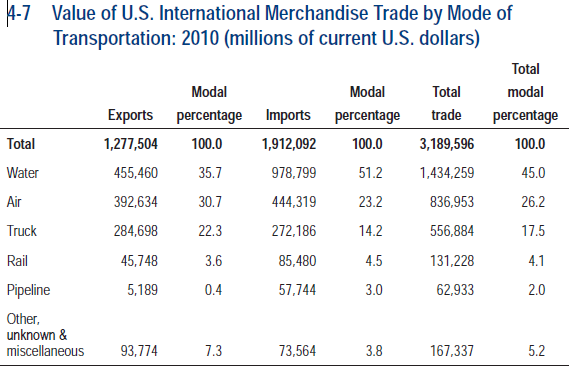 4-7 Value of U.S. International Merchandise Trade by Mode of
Transportation: 2010 (millions of current U.S. dollars)
Total
Modal Modal Total modal
Exports percentage Imports percentage trade percentage
Total 1,277,504 100.0 1,912,092 100.0 3,189,596 100.0
Water 455,460 35.7 978,799 51.2 1,434,259 45.0
Air 392,634 30.7 444,319 23.2 836,953 26.2
Truck 284,698 22.3 272,186 14.2 556,884 17.5
Rail 45,748 3.6 85,480 4.5 131,228 4.1
Pipeline 5,189 0.4 57,744 3.0 62,933 2.0
Other,
unknown &
miscellaneous 93,774 7.3 73,564 3.8 167,337 5.2